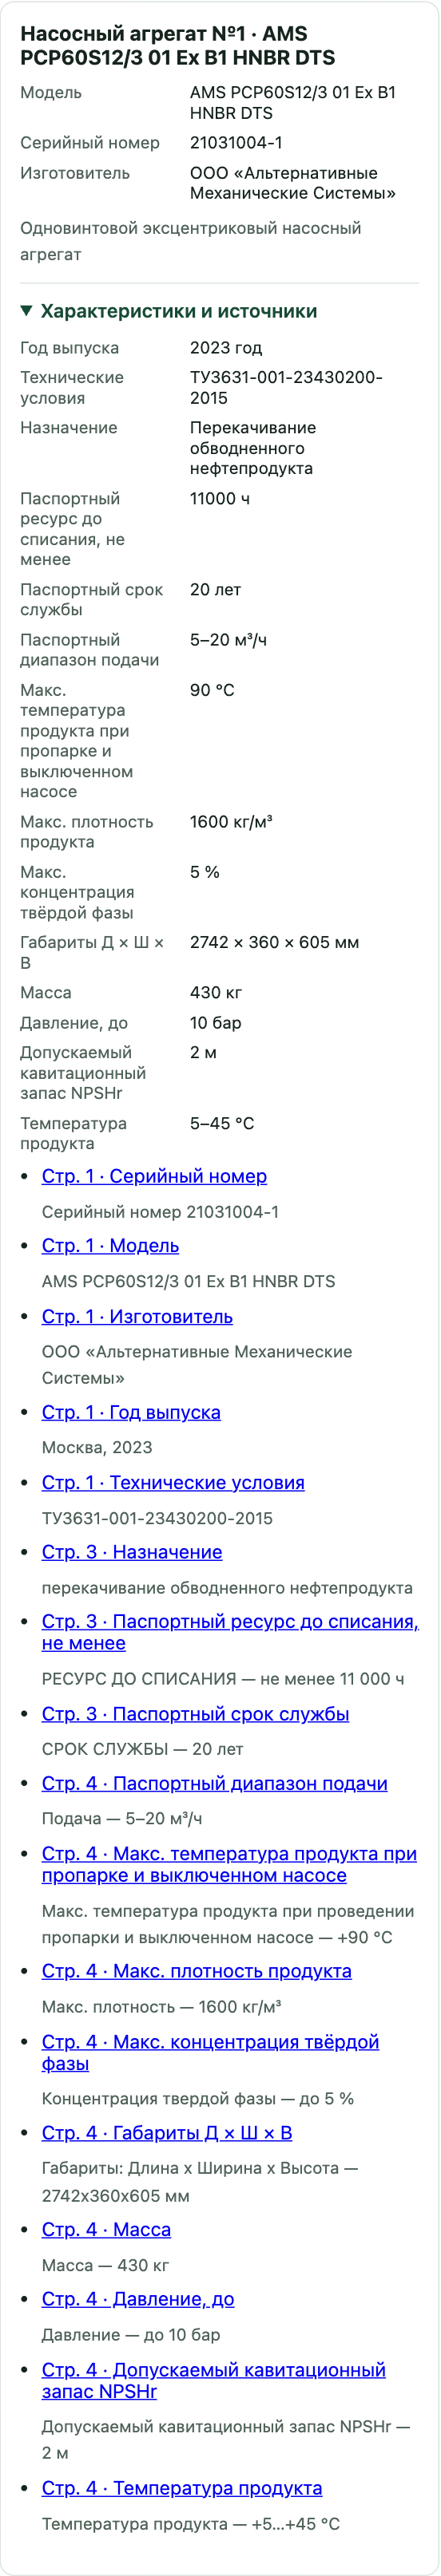 Насосный агрегат №1 · AMS
PCP60S12/3 01 Ex B1 HNBR DTS
Модель
AMS PCP60S12/3 01 Ex B1
HNBR DTS
Серийный номер
21031004-1
Изготовитель
ООО «Альтернативные
Механические Системы»
Одновинтовой эксцентриковый насосный
агрегат
▼ Характеристики и источники
Год выпуска
2023 год
Технические
условия
ТУ3631-001-23430200-
2015
Назначение
Перекачивание
обводненного
нефтепродукта
Паспортный
ресурс до
списания, не
менее
11000 ч
Паспортный срок
службы
20 лет
Паспортный
диапазон подачи
5–20 м³/ч
Макс.
температура
продукта при
пропарке и
выключенном
насосе
90 °C
Макс. плотность
продукта
1600 кг/м³
Макс.
концентрация
твёрдой фазы
5 %
Габариты Д × Ш ×
В
2742 × 360 × 605 мм
Масса
430 кг
Давление, до
10 бар
Допускаемый
кавитационный
запас NPSHr
2 м
Температура
продукта
5–45 °C
• Стр. 1 · Серийный номер
Серийный номер 21031004-1
• Стр. 1 · Модель
AMS PCP60S12/3 01 Ex B1 HNBR DTS
• Стр. 1 · Изготовитель
ООО «Альтернативные Механические
Системы»
• Стр. 1 · Год выпуска
Москва, 2023
• Стр. 1 · Технические условия
ТУ3631-001-23430200-2015
• Стр. 3 · Назначение
перекачивание обводненного нефтепродукта
• Стр. 3 · Паспортный ресурс до списания,
не менее
РЕСУРС ДО СПИСАНИЯ — не менее 11 000 ч
• Стр. 3 · Паспортный срок службы
СРОК СЛУЖБЫ — 20 лет
• Стр. 4 · Паспортный диапазон подачи
Подача — 5–20 м³/ч
• Стр. 4 · Макс. температура продукта при
пропарке и выключенном насосе
Макс. температура продукта при проведении
пропарки и выключенном насосе — +90 °C
• Стр. 4 · Макс. плотность продукта
Макс. плотность — 1600 кг/м³
• Стр. 4 · Макс. концентрация твёрдой
фазы
Концентрация твердой фазы — до 5 %
• Стр. 4 · Габариты Д × Ш × В
Габариты: Длина х Ширина х Высота —
2742х360х605 мм
• Стр. 4 · Масса
Масса — 430 кг
• Стр. 4 · Давление, до
Давление — до 10 бар
• Стр. 4 · Допускаемый кавитационный
запас NPSHr
Допускаемый кавитационный запас NPSHr —
2 м
• Стр. 4 · Температура продукта
Температура продукта — +5…+45 °C